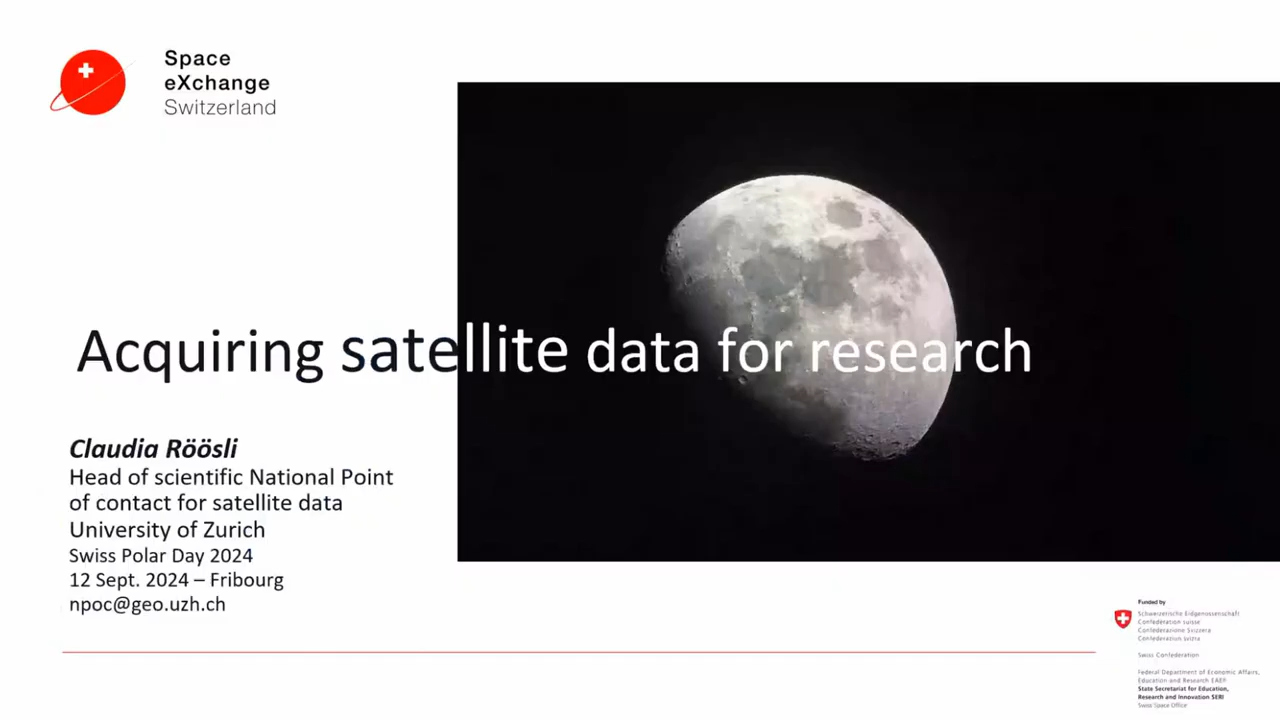 Space
eXchange
Switzerland
Acquiring satellite data for research
Claudia Röösli
Head of scientific National Point
of contact for satellite data
University of Zurich
Swiss Polar Day 2024
12 Sept. 2024 – Fribourg
npoc@geo.uzh.ch
Funded by
Schweizerische Eidgenossenschaft
Confédération suisse
Confederazione Svizzera
Confederaziun svizra
Swiss Confederation
Federal Department of Economic Affairs,
Education and Research EAER
State Secretariat for Education,
Research and Innovation SERI
Swiss Space Office